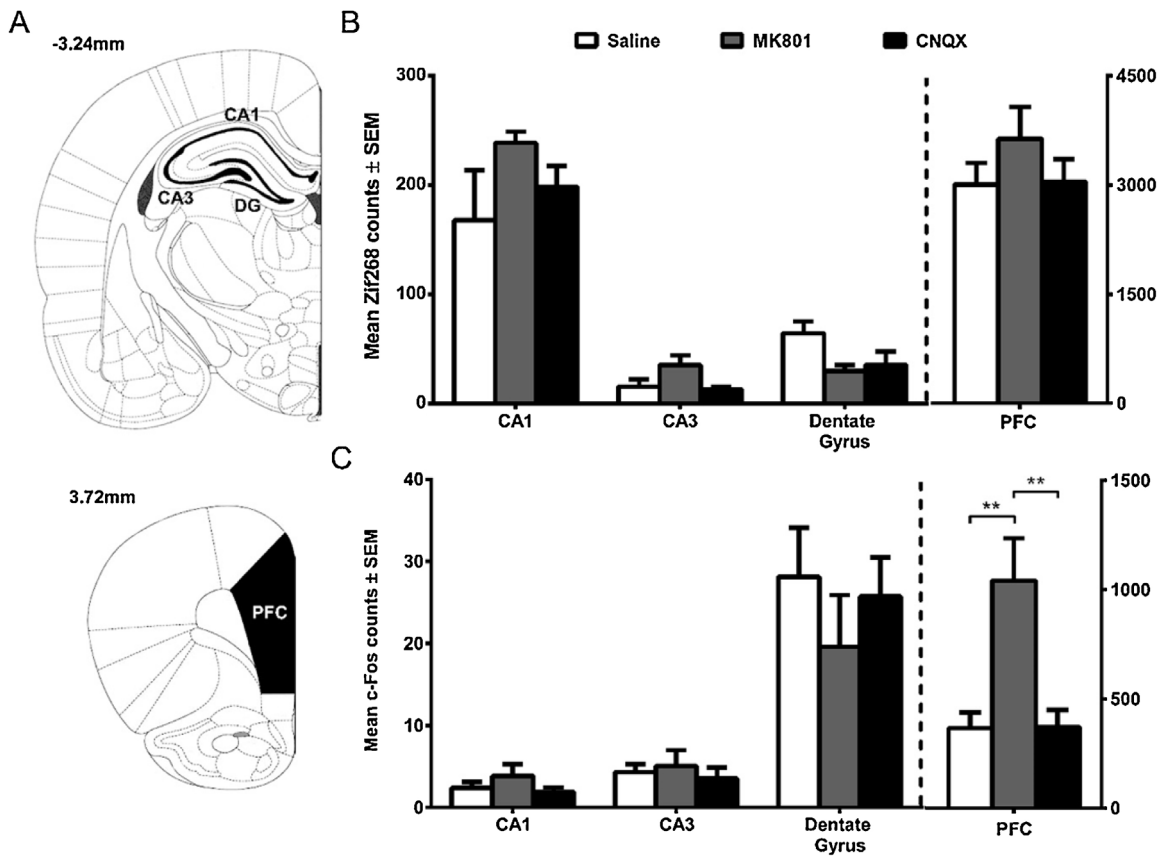 A
-3.24mm
CA1
CA3
DG
3.72mm
PFC
B
Saline MK801 CNQX
Mean Zif268 counts ± SEM
300
200
100
0
4500
3000
1500
0
CA1 CA3 Dentate PFC
Gyrus
C
Mean c-Fos counts ± SEM
40
30
20
10
0
** **
1500
1000
500
0
CA1 CA3 Dentate PFC
Gyrus